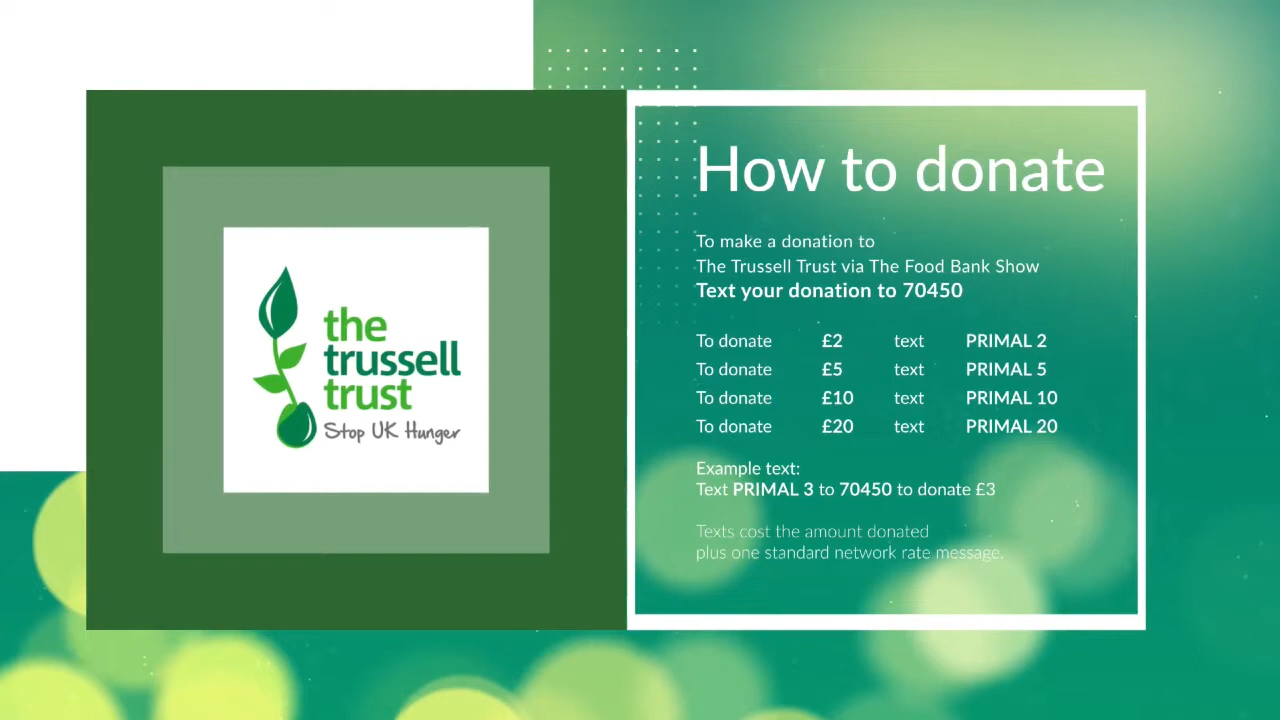 the
trussell
trust
Stop UK Hunger
How to donate
To make a donation to
The Trussell Trust via The Food Bank Show
Text your donation to 70450
To donate £2 text PRIMAL 2
To donate £5 text PRIMAL 5
To donate £10 text PRIMAL 10
To donate £20 text PRIMAL 20
Example text:
Text PRIMAL 3 to 70450 to donate £3
Texts cost the amount donated
plus one standard network rate message.